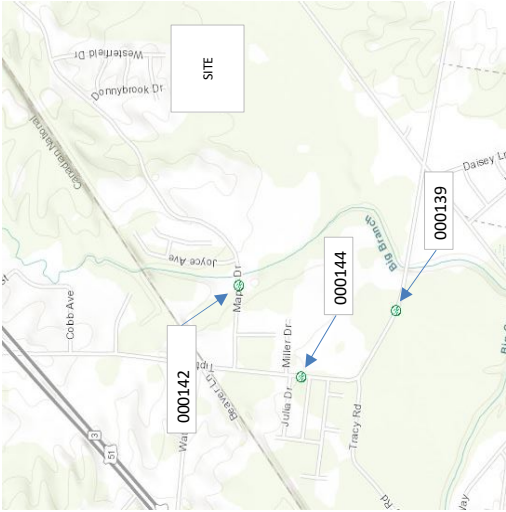 Westerfield Dr
Donnybrook Dr
SITE
Canadian National
Daisey Ln
000139
Big Branch
Joyce Ave
000144
Cobb Ave
Maple Dr
Miller Dr
000142
Beaver Ln
Julia Dr
Tracy Rd
51
Rd